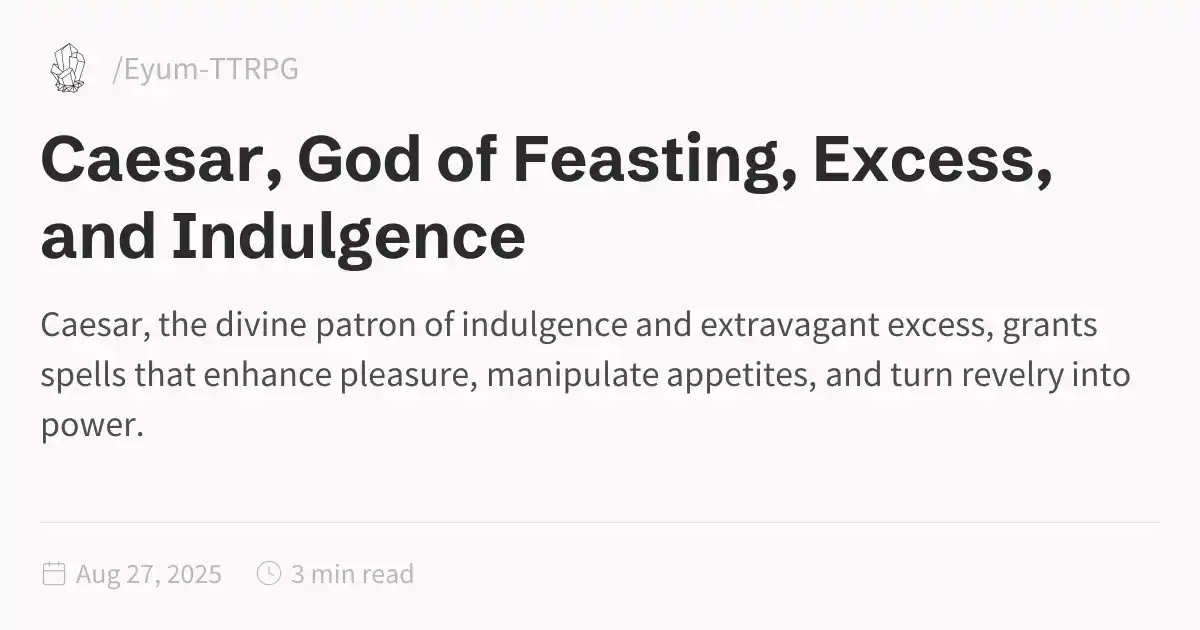 /Eyum-TTRPG
Caesar, God of Feasting, Excess,
and Indulgence
Caesar, the divine patron of indulgence and extravagant excess, grants
spells that enhance pleasure, manipulate appetites, and turn revelry into
power.
Aug 27, 2025 3 min read